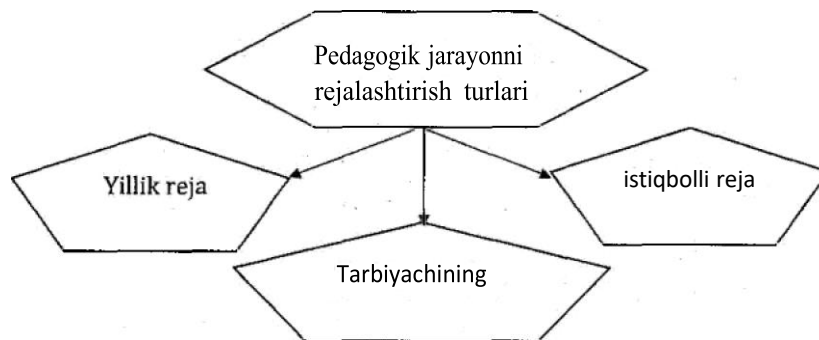 Pedagogik jarayonni
rejalashtirish turlari
Yillik reja
istiqbolli reja
Tarbiyachining